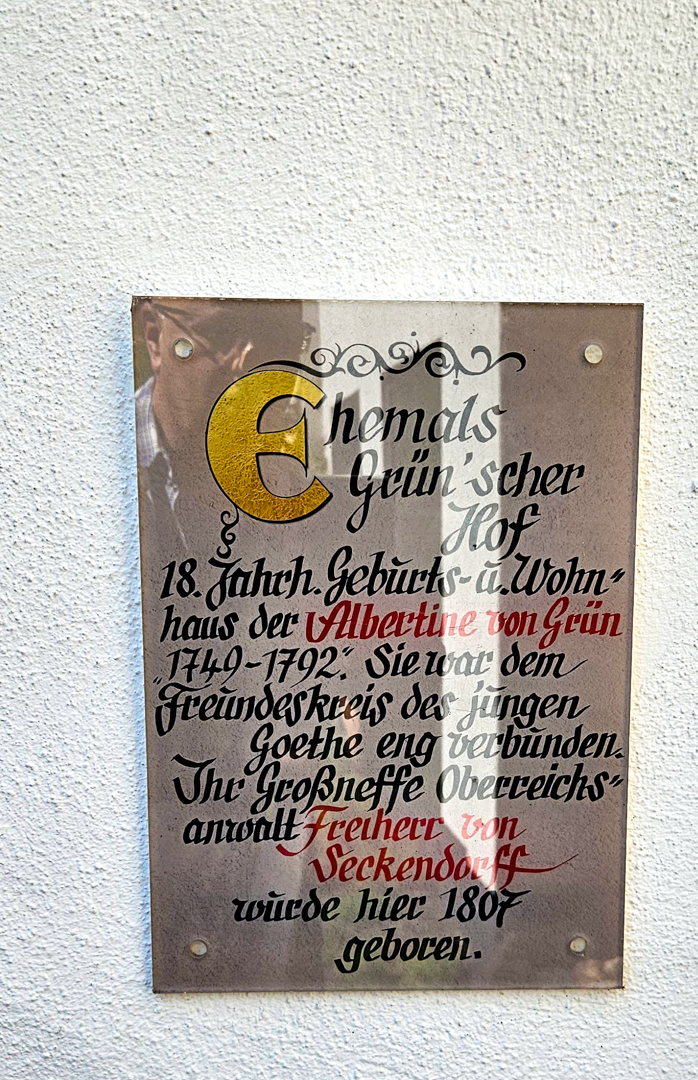 Ehemals
Grün'scher
Hof
18. Jahrh. Geburts- u. Wohn"
haus der Albertine von Grün
"1749-1792". Sie war dem
Freundeskreis des jungen
Goethe eng verbunden.
Ihr Großneffe Oberreichs"
anwalt Freiherr von
Seckendorff
wurde hier 1807
geboren.